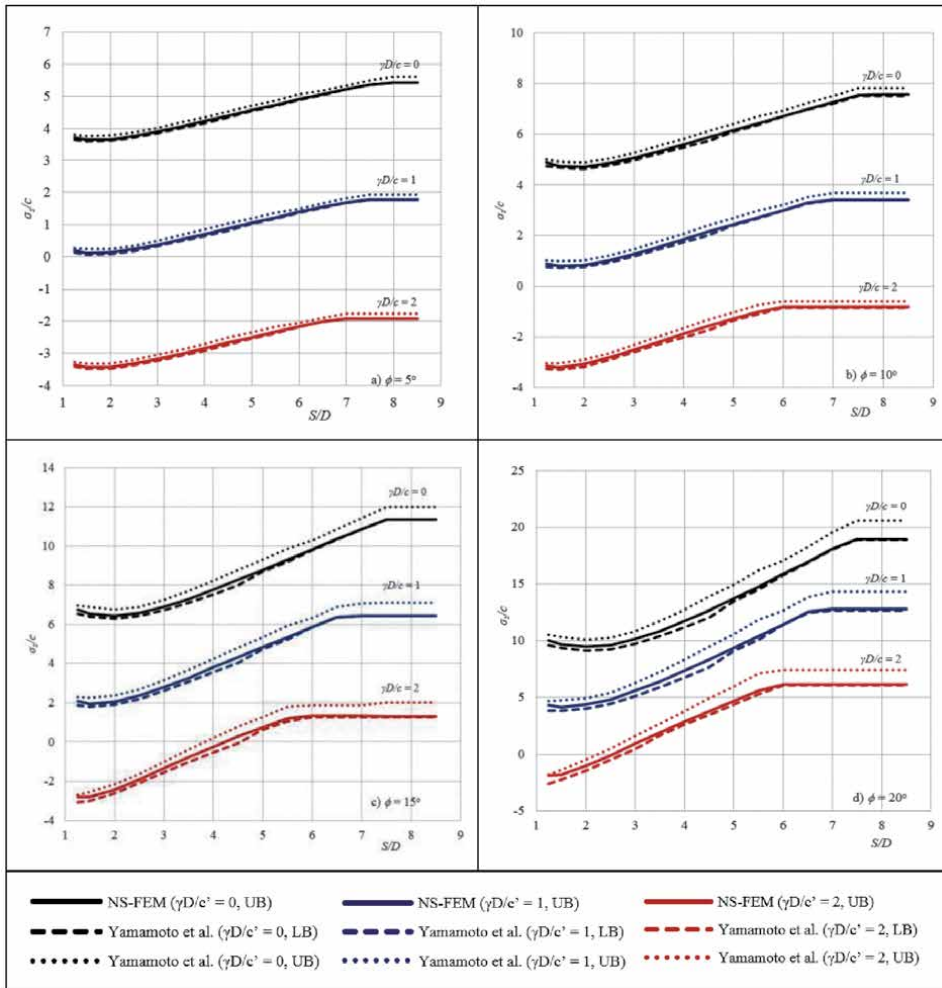 7
6
5
4
3
2
1
0
-1
-2
-3
-4
σs/c
γD/c = 0
γD/c = 1
γD/c = 2
a) ϕ = 5°
1 2 3 4 5 6 7 8 9
S/D
10
8
6
4
2
0
-2
-4
σs/c
γD/c = 0
γD/c = 1
γD/c = 2
b) ϕ = 10°
1 2 3 4 5 6 7 8 9
S/D
14
12
10
8
6
4
2
0
-2
-4
σs/c
γD/c = 0
γD/c = 1
γD/c = 2
c) ϕ = 15°
1 2 3 4 5 6 7 8 9
S/D
25
20
15
10
5
0
-5
σs/c
γD/c = 0
γD/c = 1
γD/c = 2
d) ϕ = 20°
1 2 3 4 5 6 7 8 9
S/D
NS-FEM (γD/c' = 0, UB) NS-FEM (γD/c' = 1, UB) NS-FEM (γD/c' = 2, UB)
Yamamoto et al. (γD/c' = 0, LB) Yamamoto et al. (γD/c' = 1, LB) Yamamoto et al. (γD/c' = 2, LB)
Yamamoto et al. (γD/c' = 0, UB) Yamamoto et al. (γD/c' = 1, UB) Yamamoto et al. (γD/c' = 2, UB)